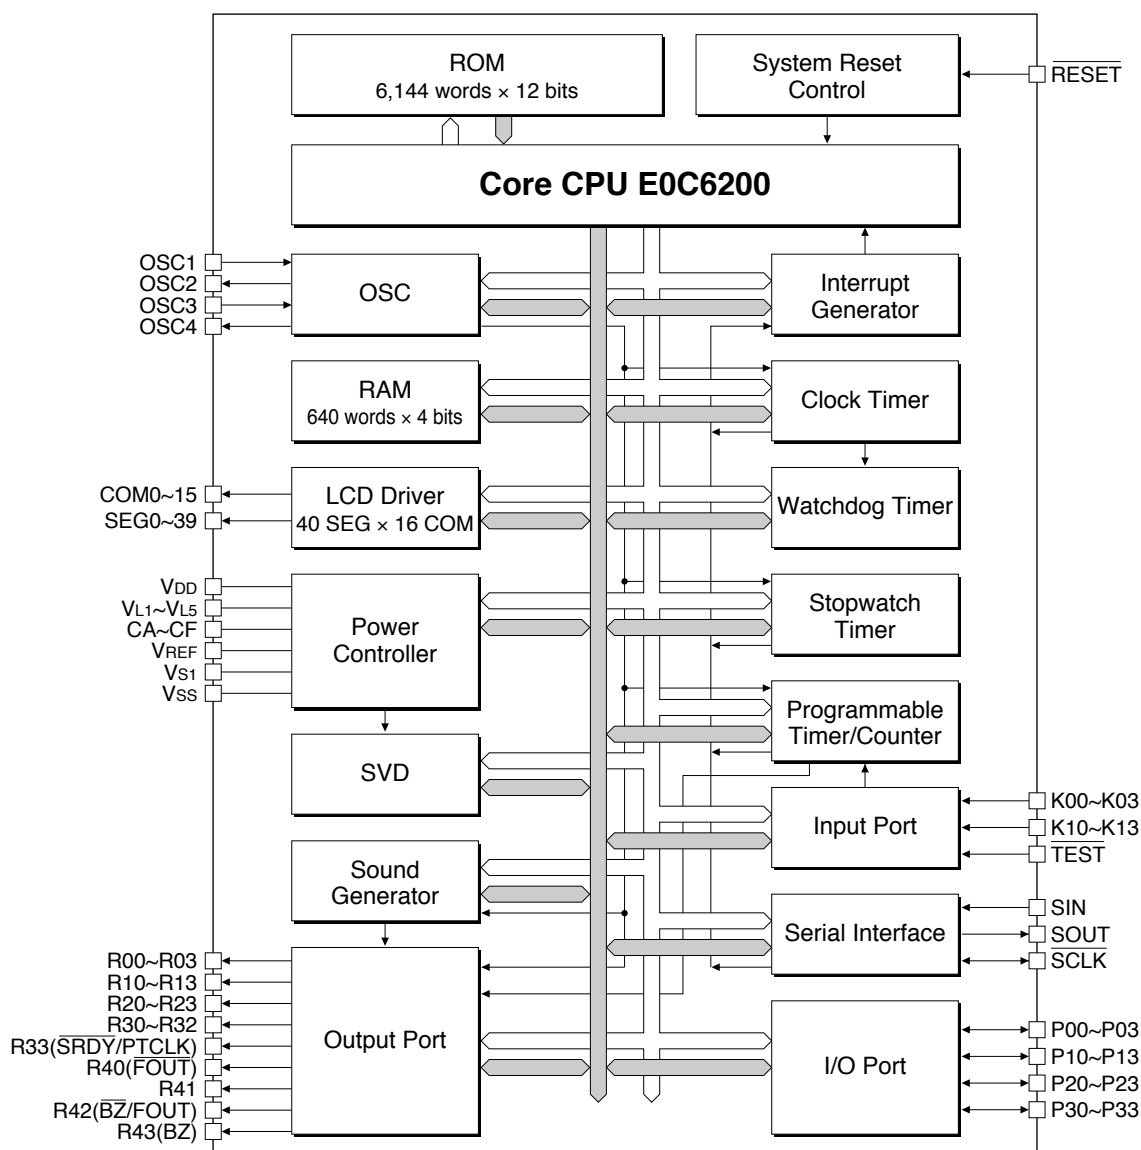 ROM
6,144 words × 12 bits
System Reset
Control
RESET
Core CPU E0C6200
OSC1
OSC2
OSC3
OSC4
OSC
Interrupt
Generator
RAM
640 words × 4 bits
Clock Timer
COM0~15
SEG0~39
LCD Driver
40 SEG × 16 COM
Watchdog Timer
VDD
VL1~VL5
CA~CF
VREF
VS1
VSS
Power
Controller
Stopwatch
Timer
Programmable
Timer/Counter
SVD
Input Port
K00~K03
K10~K13
TEST
Sound
Generator
Serial Interface
SIN
SOUT
SCLK
R00~R03
R10~R13
R20~R23
R30~R32
R33(SRDY/PTCLK)
R40(FOUT)
R41
R42(BZ/FOUT)
R43(BZ)
Output Port
I/O Port
P00~P03
P10~P13
P20~P23
P30~P33